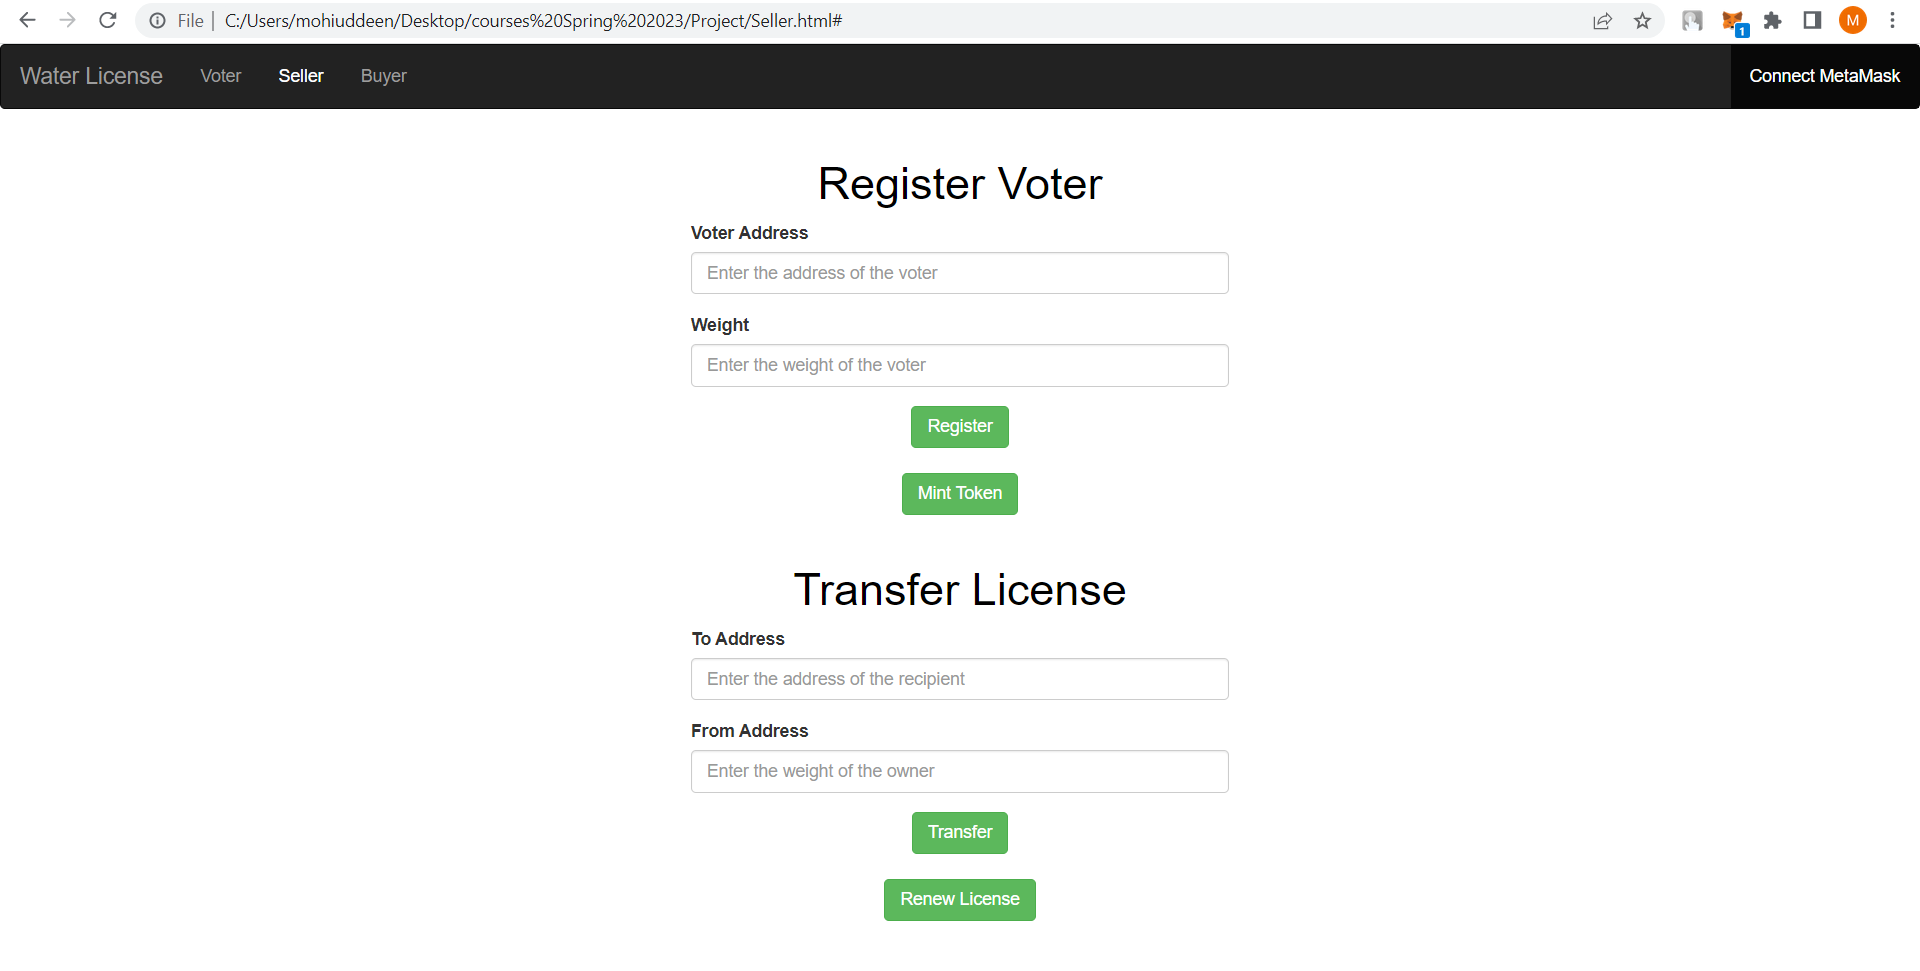 File | C:/Users/mohiuddeen/Desktop/courses%20Spring%202023/Project/Seller.html#
1
M
Water License Voter Seller Buyer Connect MetaMask
Register Voter
Voter Address
Enter the address of the voter
Weight
Enter the weight of the voter
Register
Mint Token
Transfer License
To Address
Enter the address of the recipient
From Address
Enter the weight of the owner
Transfer
Renew License